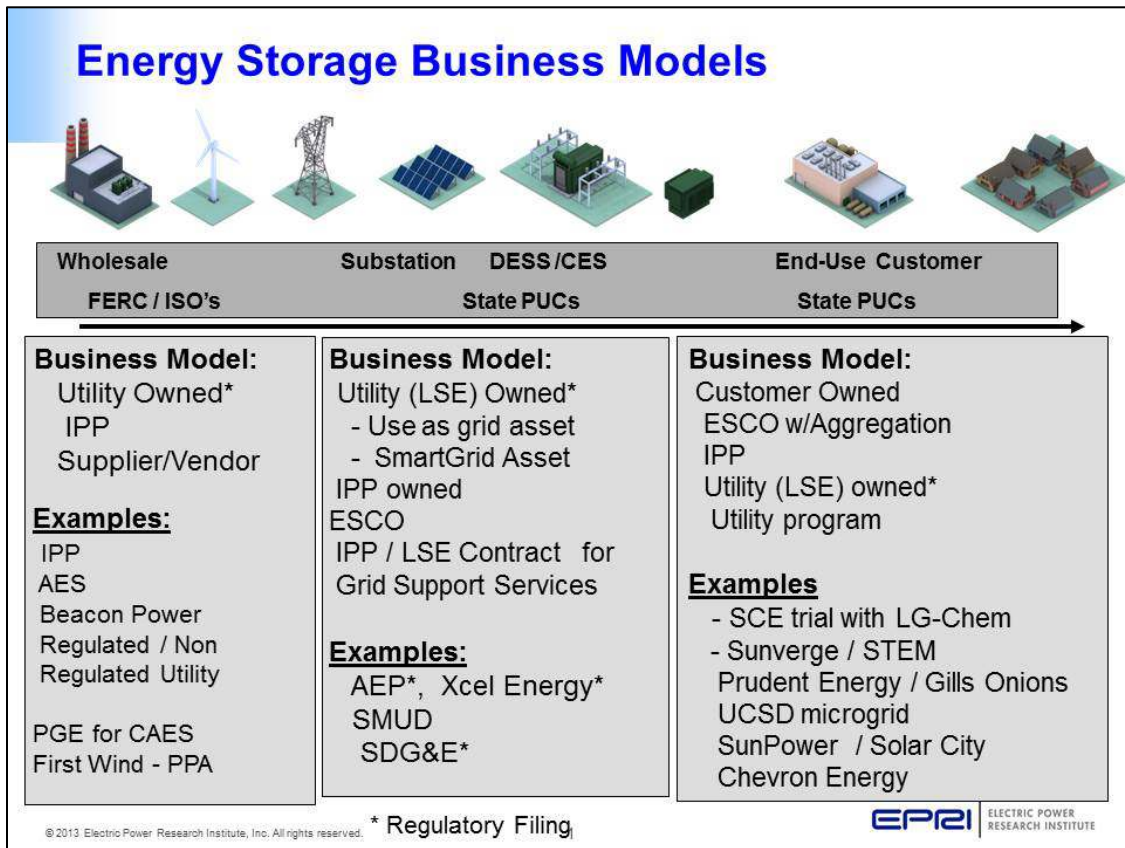 Energy Storage Business Models
Wholesale Substation DESS /CES End-Use Customer
FERC / ISO's State PUCs State PUCs
Business Model:
Utility Owned*
IPP
Supplier/Vendor
Examples:
IPP
AES
Beacon Power
Regulated / Non
Regulated Utility
PGE for CAES
First Wind - PPA
Business Model:
Utility (LSE) Owned*
- Use as grid asset
- SmartGrid Asset
IPP owned
ESCO
IPP / LSE Contract for
Grid Support Services
Examples:
AEP*, Xcel Energy*
SMUD
SDG&E*
Business Model:
Customer Owned
ESCO w/Aggregation
IPP
Utility (LSE) owned*
Utility program
Examples
- SCE trial with LG-Chem
- Sunverge / STEM
Prudent Energy / Gills Onions
UCSD microgrid
SunPower / Solar City
Chevron Energy
© 2013 Electric Power Research Institute, Inc. All rights reserved.
* Regulatory Filing
1
EPRI
ELECTRIC POWER
RESEARCH INSTITUTE